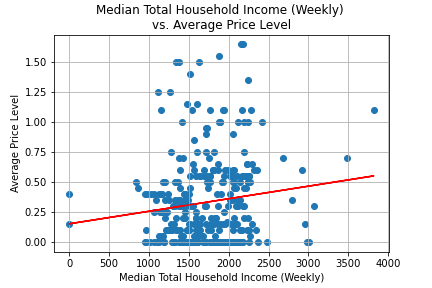 Median Total Household Income (Weekly)
vs. Average Price Level
Average Price Level
1.50
1.25
1.00
0.75
0.50
0.25
0.00
0 500 1000 1500 2000 2500 3000 3500 4000
Median Total Household Income (Weekly)